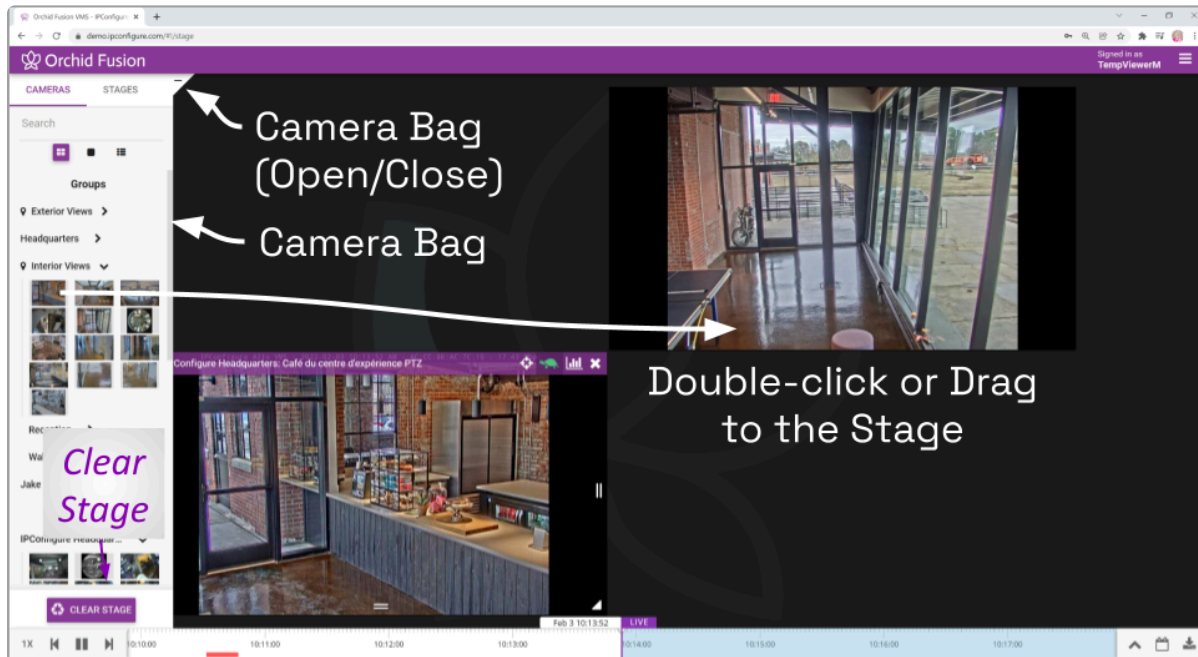 Orchid Fusion VMS - IPConfigure
demo.ipconfigure.com/#!/stage
Orchid Fusion
Signed in as
TempViewerM
CAMERAS STAGES
Search
Groups
Exterior Views
Headquarters
Interior Views
Camera Bag
(Open/Close)
Camera Bag
Configure Headquarters: Café du centre d'expérience PTZ
Double-click or Drag
to the Stage
Clear
Stage
Jake
IPConfigure Headquar...
CLEAR STAGE
Feb 3 10:13:52 LIVE
1X 10:10:00 10:11:00 10:12:00 10:13:00 10:14:00 10:15:00 10:16:00 10:17:00